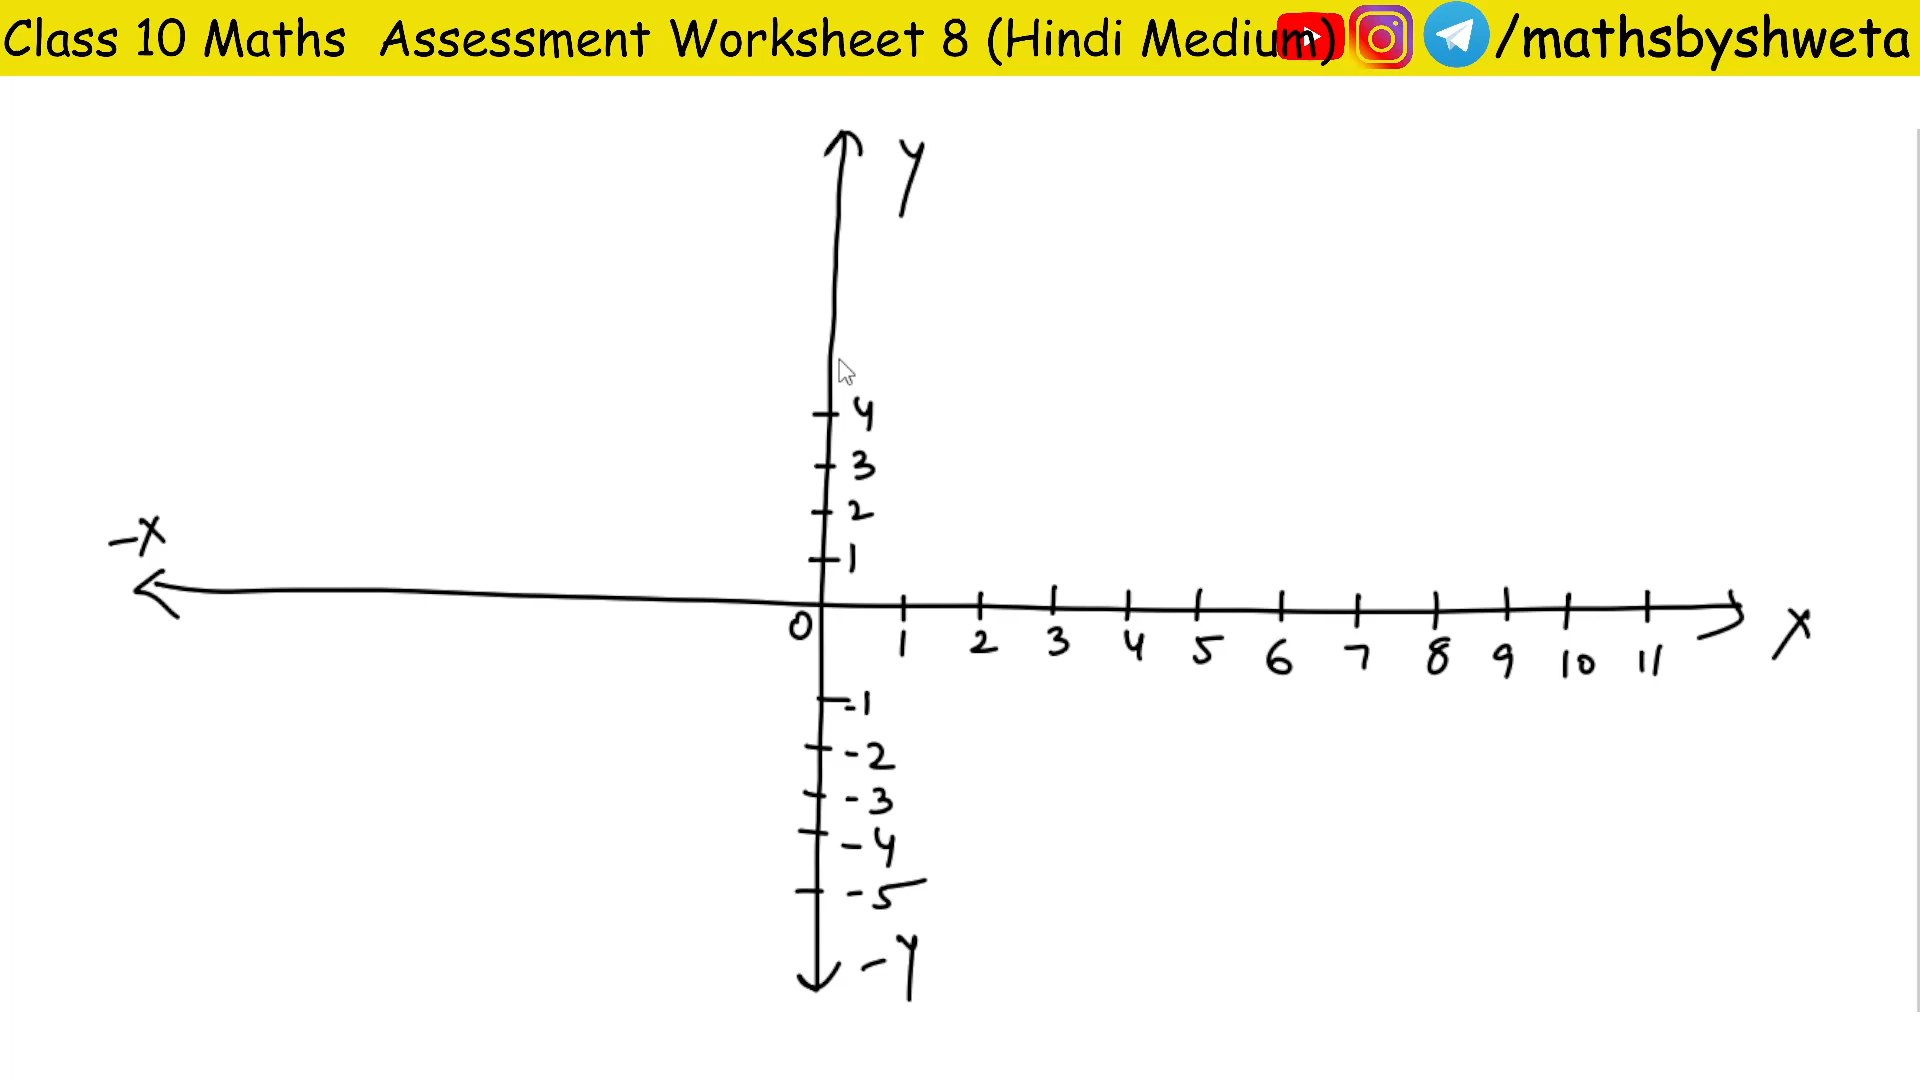 Class 10 Maths Assessment Worksheet 8 (Hindi Medium) /mathsbyshweta
Y
4
3
2
1
-X
0
1 2 3 4 5 6 7 8 9 10 11
X
-1
-2
-3
-4
-5
-Y